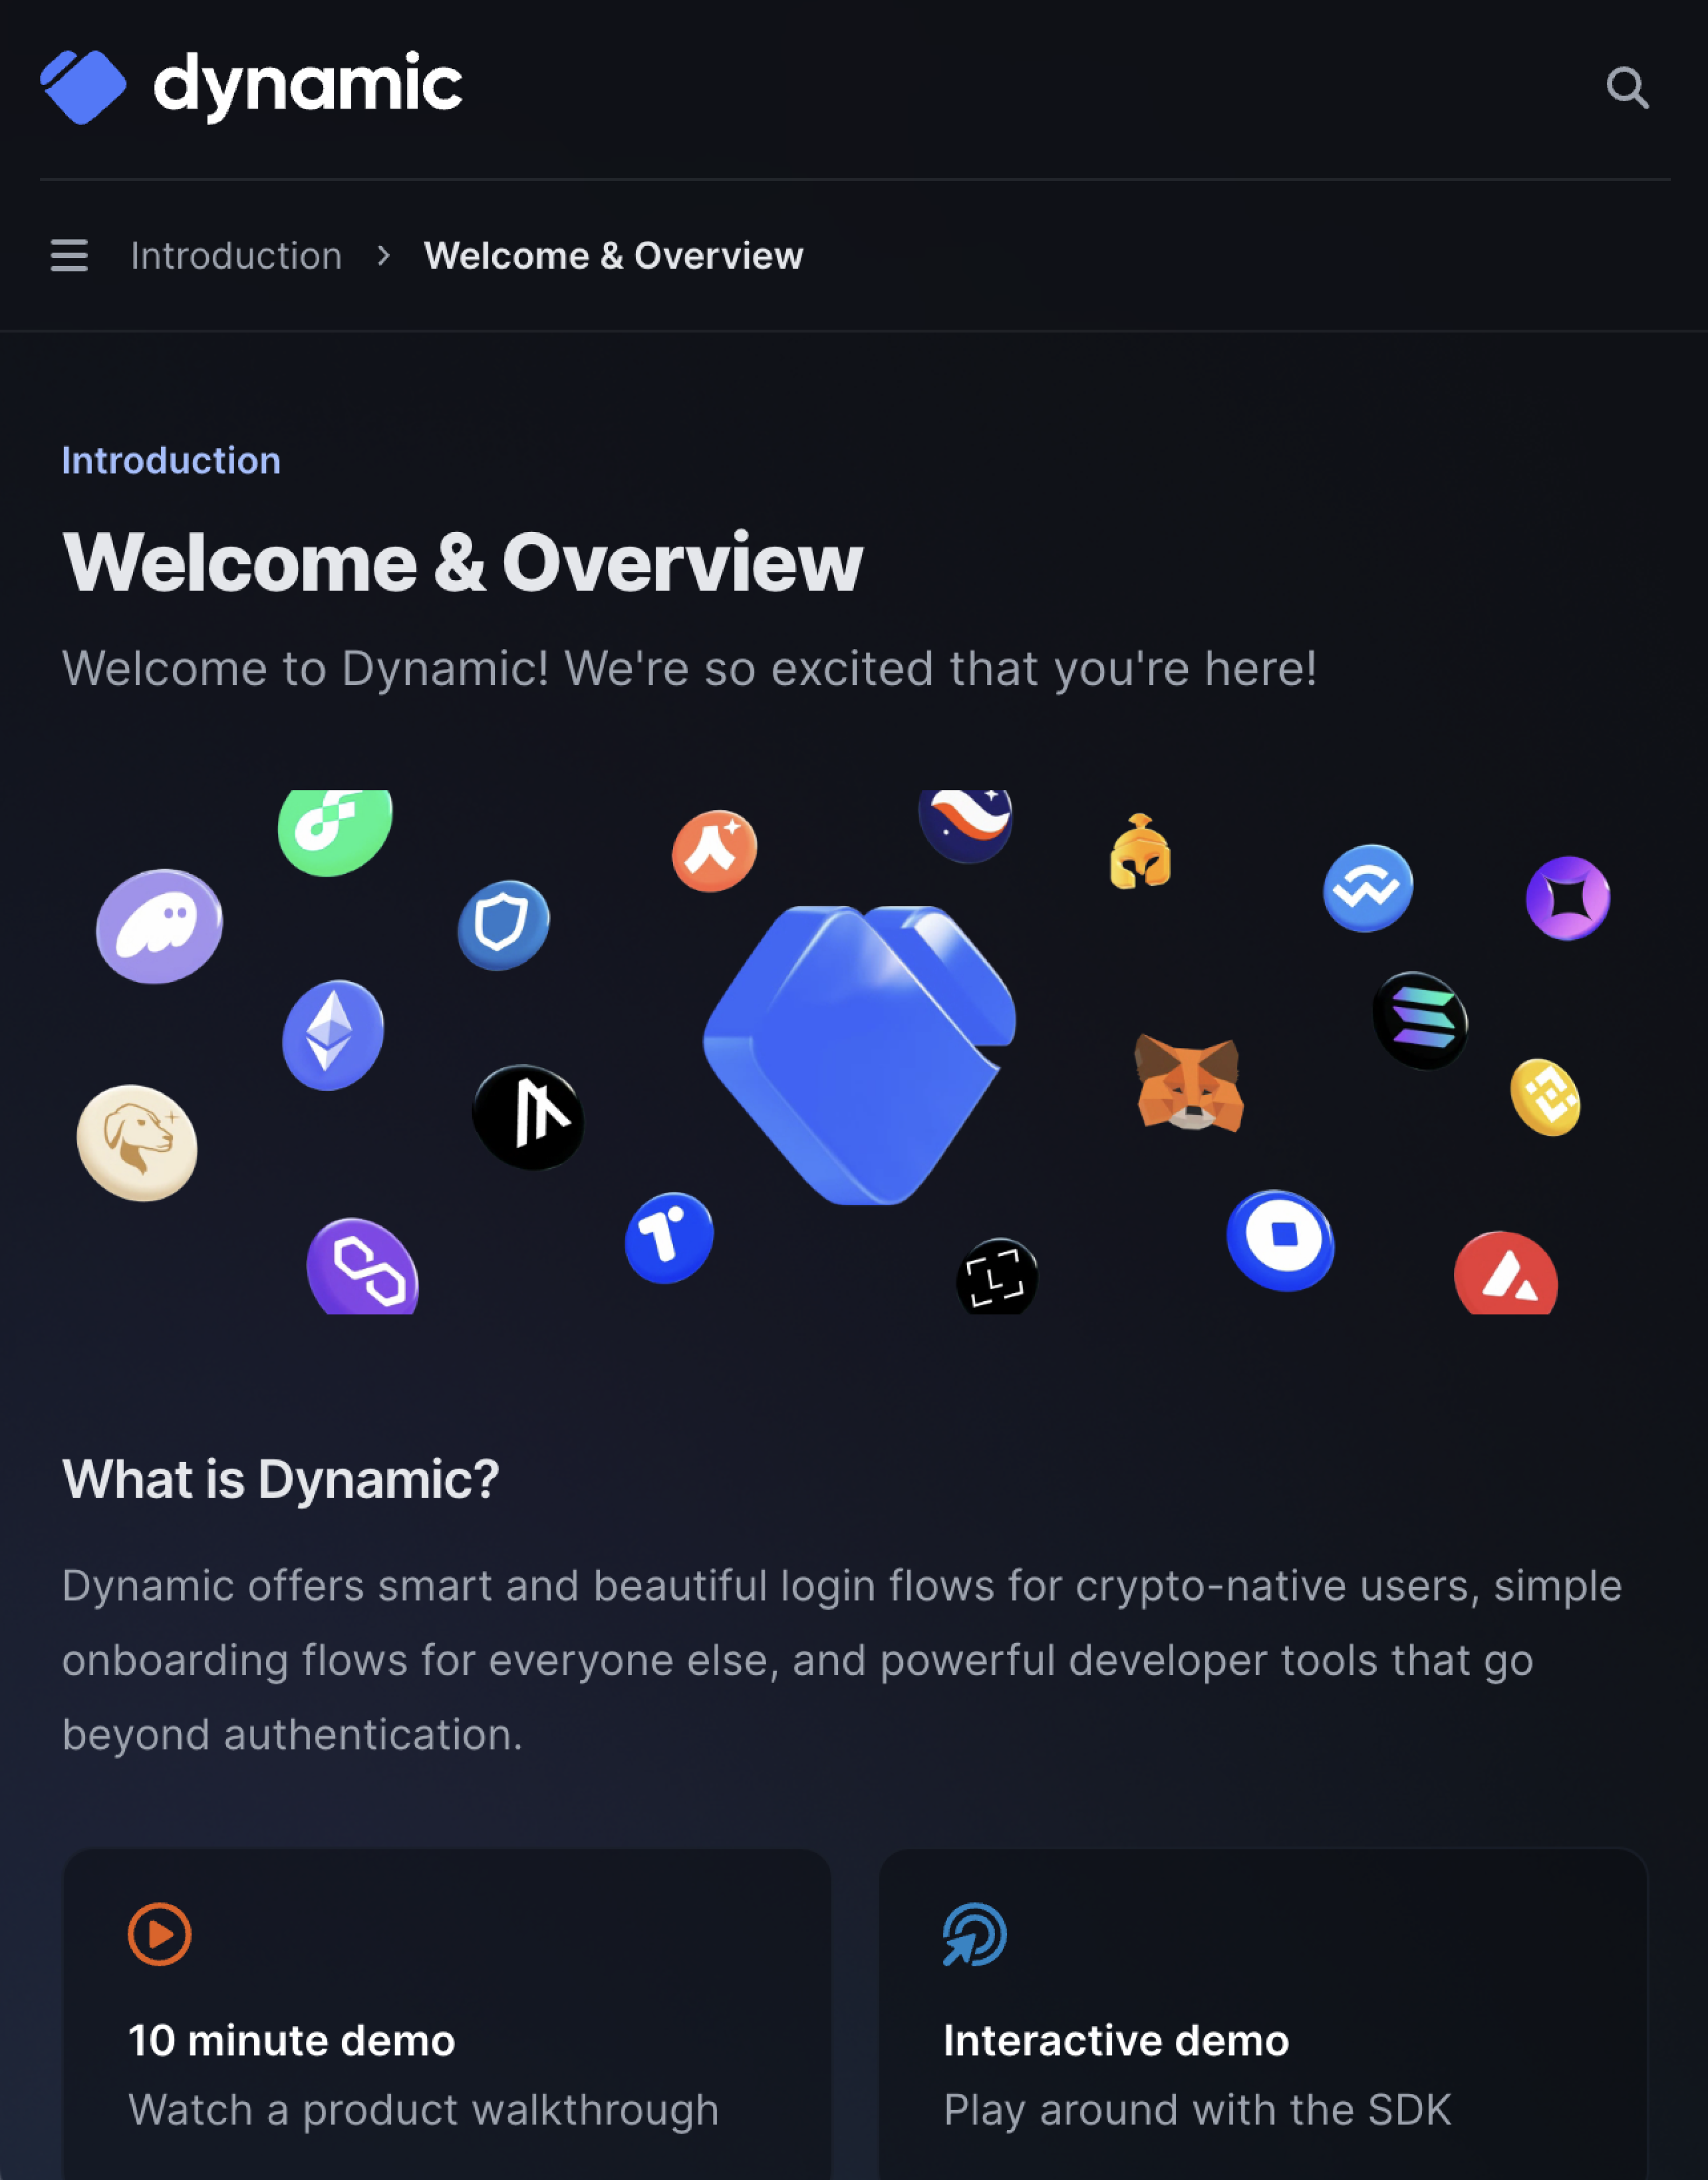 dynamic
Introduction > Welcome & Overview
Introduction
Welcome & Overview
Welcome to Dynamic! We're so excited that you're here!
What is Dynamic?
Dynamic offers smart and beautiful login flows for crypto-native users, simple
onboarding flows for everyone else, and powerful developer tools that go
beyond authentication.
10 minute demo
Watch a product walkthrough
Interactive demo
Play around with the SDK